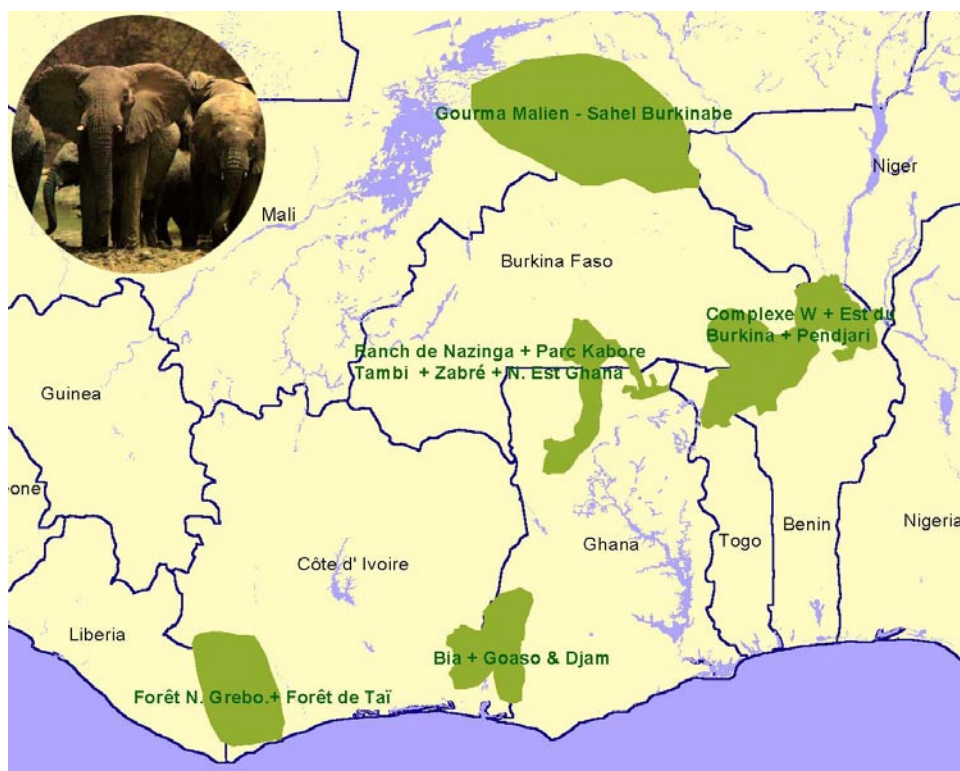 Gourma Malien - Sahel Burkinabe
Niger
Mali
Burkina Faso
Complexe W + Est du
Burkina + Pendjari
Ranch de Nazinga + Parc Kabore
Tambi + Zabré + N. Est Ghana
Guinea
eone
Côte d' Ivoire
Ghana
Togo
Benin
Nigeria
Liberia
Bia + Goaso & Djam
Forêt N. Grebo.+ Forêt de Taï